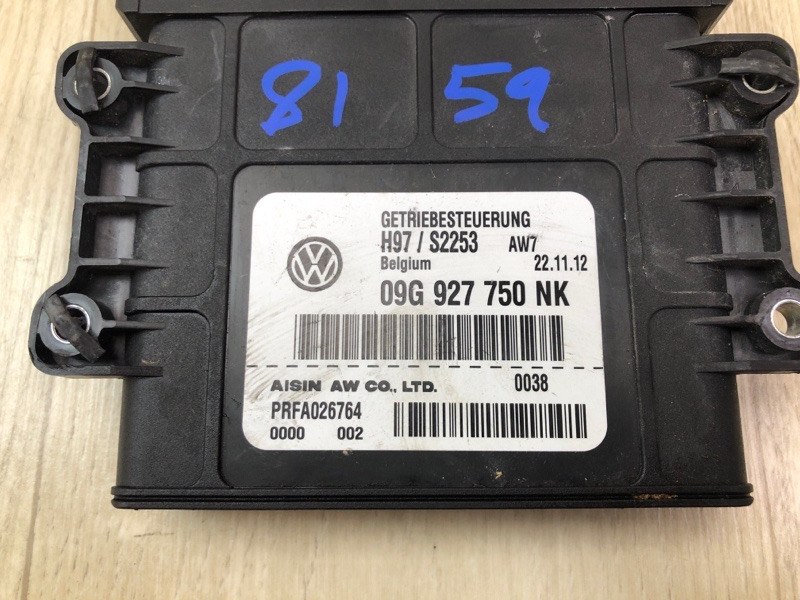 81 59
GETRIEBESTEUERUNG
H97 / S2253 AW7
Belgium 22.11.12
09G 927 750 NK
AISIN AW CO., LTD. 0038
PRFA026764
0000 002